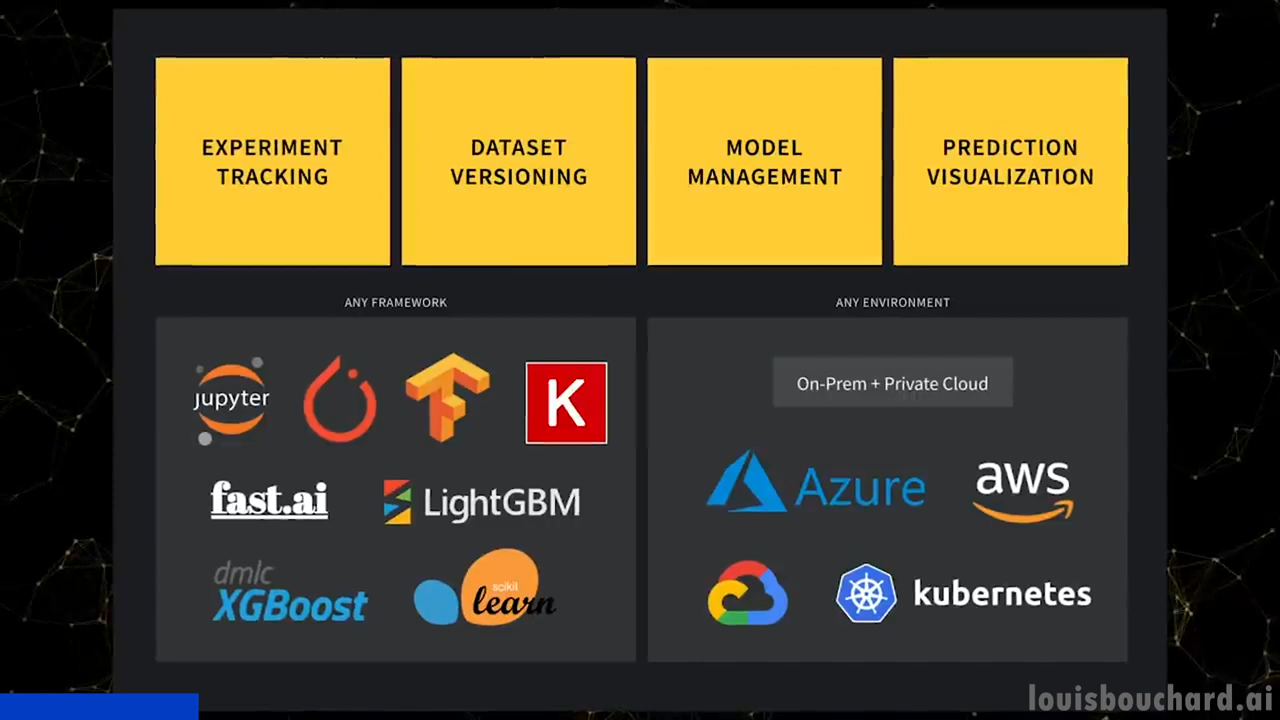 EXPERIMENT
TRACKING
DATASET
VERSIONING
MODEL
MANAGEMENT
PREDICTION
VISUALIZATION
ANY FRAMEWORK
ANY ENVIRONMENT
jupyter
K
fast.ai
LightGBM
dmlc
XGBoost
scikit
learn
On-Prem + Private Cloud
Azure
aws
kubernetes
louisbouchard.ai